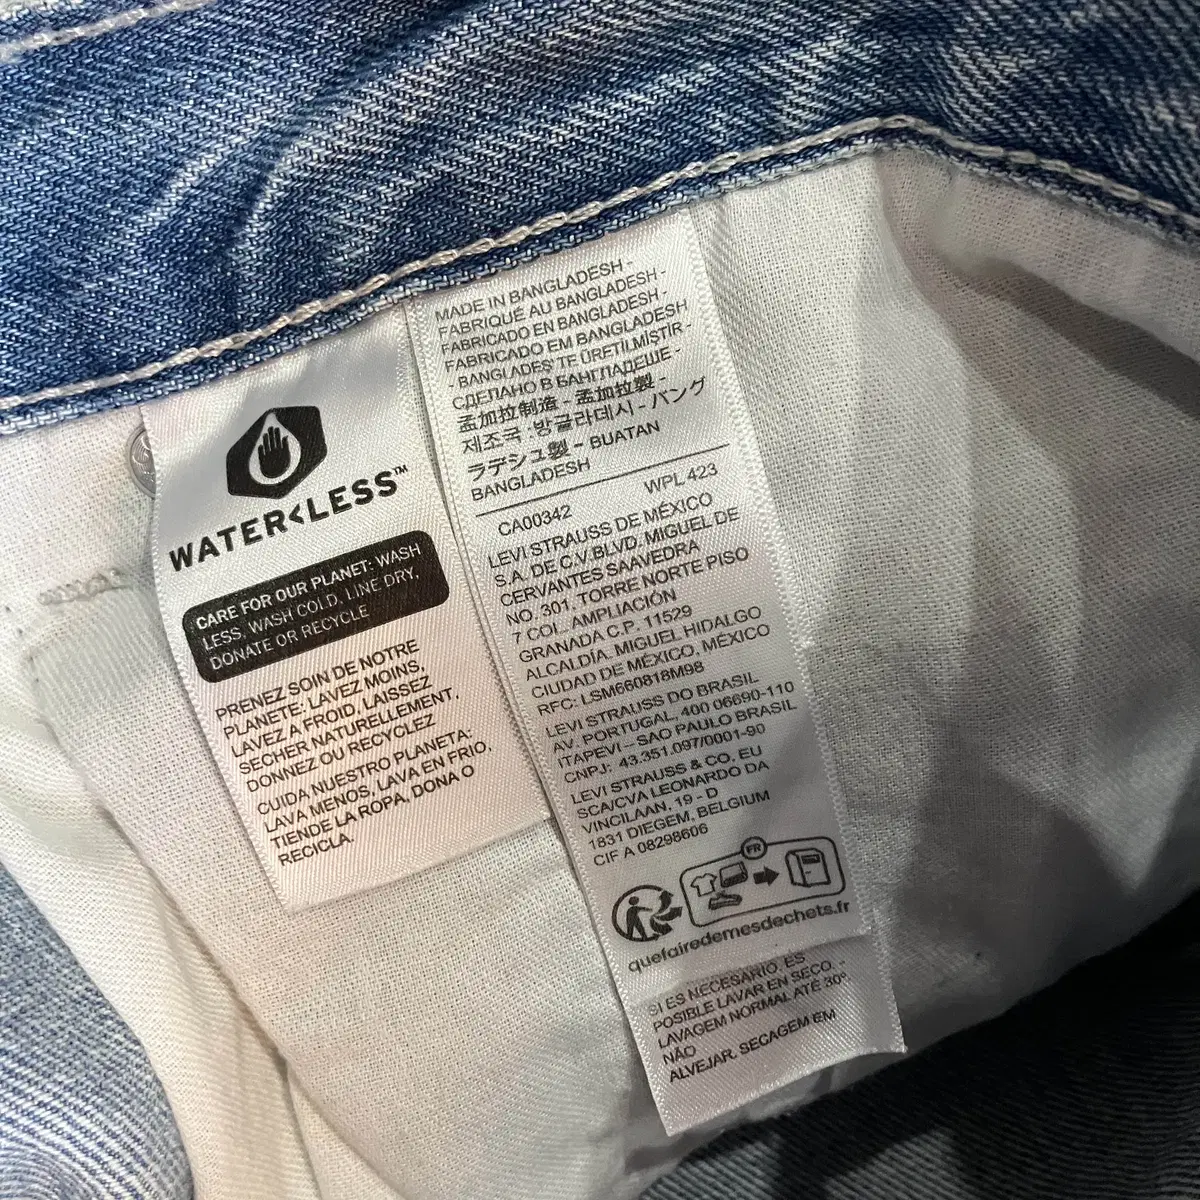 WATER<LESS™
CARE FOR OUR PLANET: WASH
LESS, WASH COLD, LINE DRY,
DONATE OR RECYCLE
PRENEZ SOIN DE NOTRE
PLANETE: LAVEZ MOINS,
LAVEZ A FROID, LAISSEZ
SECHER NATURELLEMENT,
DONNEZ OU RECYCLEZ
CUIDA NUESTRO PLANETA:
LAVA MENOS, LAVA EN FRIO,
TIENDE LA ROPA, DONA O
RECICLA.
MADE IN BANGLADESH -
FABRIQUÉ AU BANGLADESH -
FABRICADO EN BANGLADESH -
FABRICADO EM BANGLADESH
- BANGLADEŞ'TE ÜRETİLMİŞTİR -
СДЕЛАНО В БАНГЛАДЕШЕ -
孟加拉制造 - 孟加拉製 -
제조국 :방글라데시 - バング
ラデシュ製 - BUATAN
BANGLADESH
CA00342 WPL 423
LEVI STRAUSS DE MÉXICO
S.A. DE C.V.BLVD. MIGUEL DE
CERVANTES SAAVEDRA
NO. 301, TORRE NORTE PISO
7 COL. AMPLIACIÓN
GRANADA C.P. 11529
ALCALDÍA. MIGUEL HIDALGO
CIUDAD DE MÉXICO, MÉXICO
RFC: LSM660818M98
LEVI STRAUSS DO BRASIL
AV. PORTUGAL, 400 06690-110
ITAPEVI – SAO PAULO BRASIL
CNPJ: 43.351.097/0001-90
LEVI STRAUSS & CO. EU
SCA/CVA LEONARDO DA
VINCILAAN, 19 - D
1831 DIEGEM, BELGIUM
CIF A 08298606
FR
quefairedemesdechets.fr
SI ES NECESARIO, ES
POSIBLE LAVAR EN SECO. -
LAVAGEM NORMAL ATÉ 30°
NÃO
ALVEJAR. SECAGEM EM